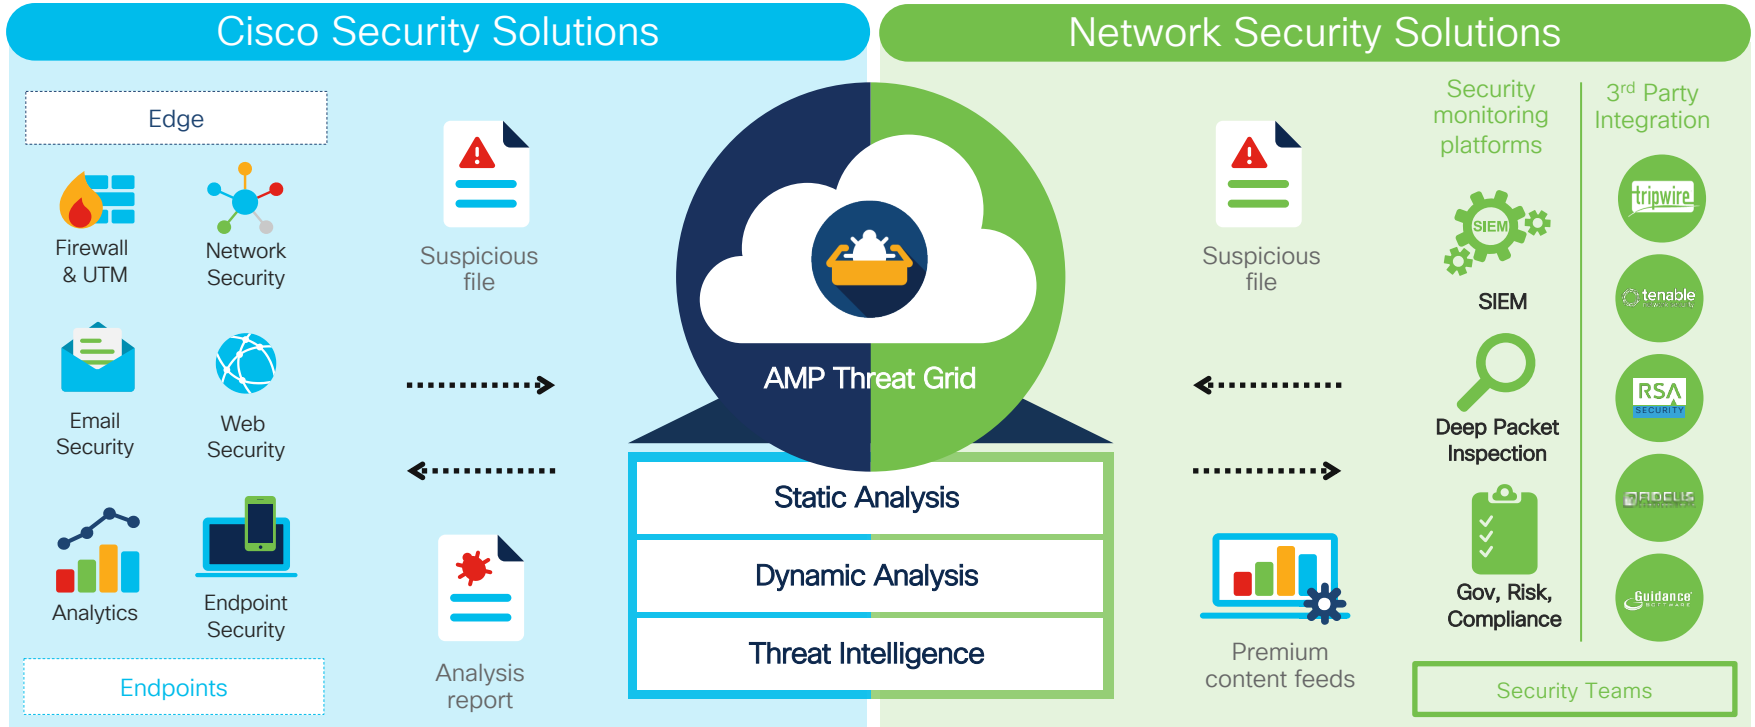 Cisco Security Solutions
Network Security Solutions
Edge
Firewall
& UTM
Network
Security
Email
Security
Web
Security
Analytics
Endpoint
Security
Endpoints
Suspicious
file
Analysis
report
AMP Threat Grid
Static Analysis
Dynamic Analysis
Threat Intelligence
Suspicious
file
Premium
content feeds
Security
monitoring
platforms
SIEM
SIEM
Deep Packet
Inspection
Gov, Risk,
Compliance
3rd Party
Integration
tripwire
tenable
RSA
SECURITY
Guidance
SOFTWARE
Security Teams